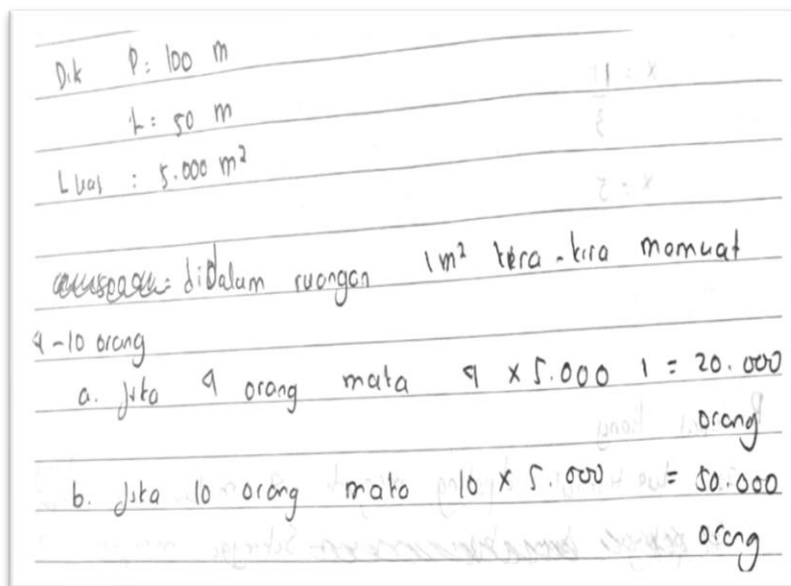 Dik P: 100 m
L: 50 m
Luas : 5.000 m²
didalam ruangan 1m² kira-kira memuat
4-10 orang
a. Jika 4 orang maka 4 x 5.000 1 = 20.000
orang
b. Jika 10 orang maka 10 x 5.000 = 50.000
orang